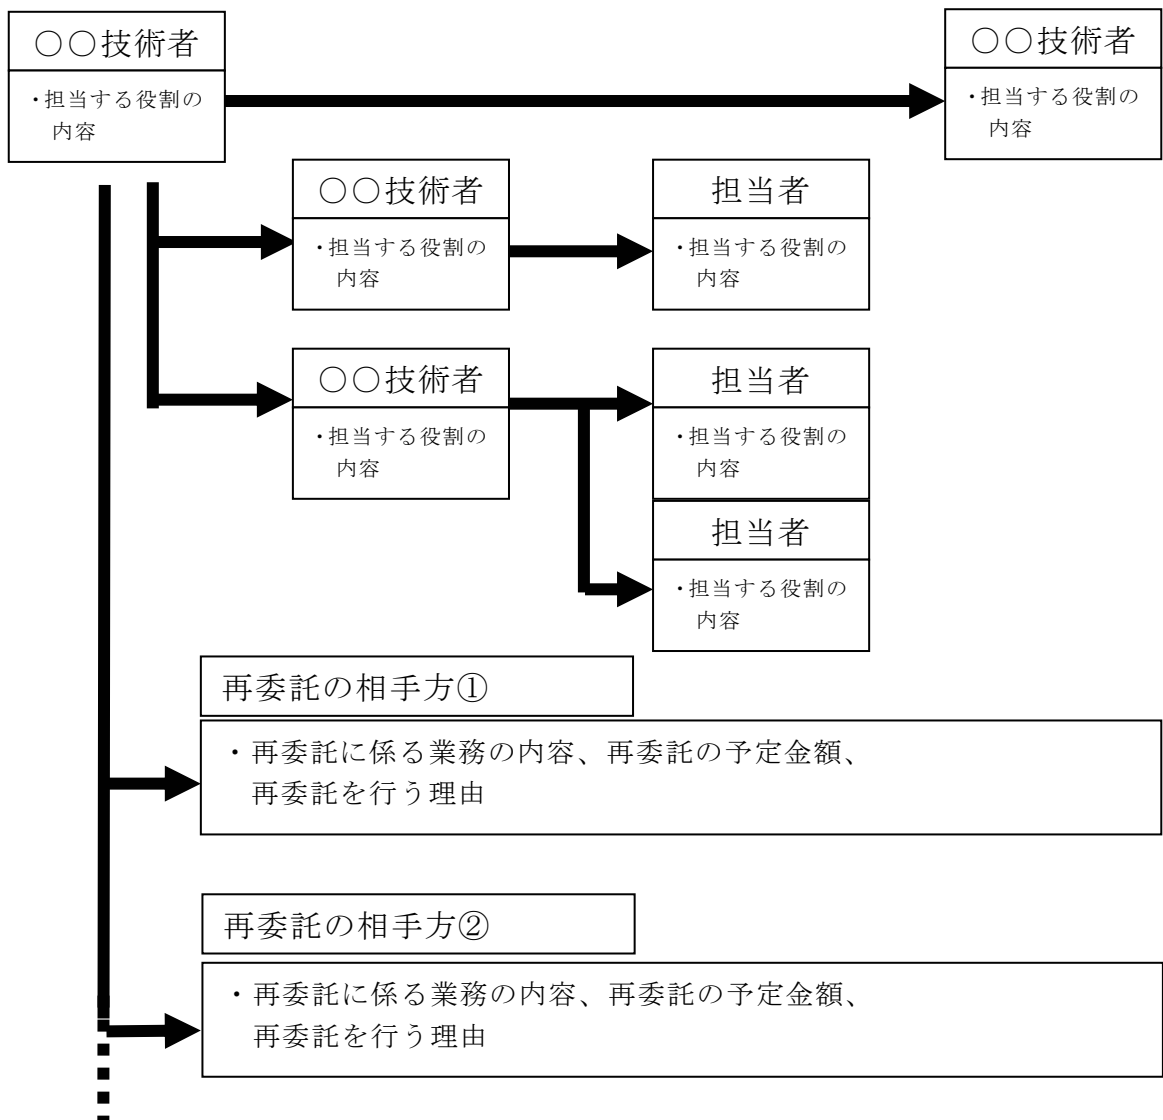 ○○技術者
・担当する役割の
内容
○○技術者
・担当する役割の
内容
○○技術者
・担当する役割の
内容
担当者
・担当する役割の
内容
○○技術者
・担当する役割の
内容
担当者
・担当する役割の
内容
担当者
・担当する役割の
内容
再委託の相手方①
・再委託に係る業務の内容、再委託の予定金額、
再委託を行う理由
再委託の相手方②
・再委託に係る業務の内容、再委託の予定金額、
再委託を行う理由